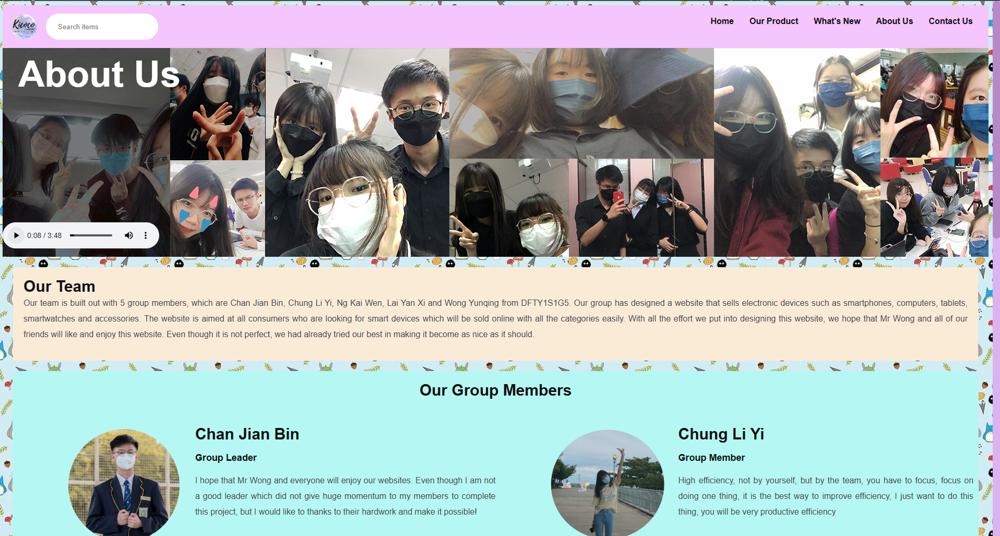 Kicoco
Search items
Home
Our Product
What's New
About Us
Contact Us
About Us
0:08 / 3:48
Our Team
Our team is built out with 5 group members, which are Chan Jian Bin, Chung Li Yi, Ng Kai Wen, Lai Yan Xi and Wong Yunqing from DFTY1S1G5. Our group has designed a website that sells electronic devices such as smartphones, computers, tablets,
smartwatches and accessories. The website is aimed at all consumers who are looking for smart devices which will be sold online with all the categories easily. With all the effort we put into designing this website, we hope that Mr Wong and all of our
friends will like and enjoy this website. Even though it is not perfect, we had already tried our best in making it become as nice as it should.
Our Group Members
Chan Jian Bin
Group Leader
I hope that Mr Wong and everyone will enjoy our websites. Even though I am not
a good leader which did not give huge momentum to my members to complete
this project, but I would like to thanks to their hardwork and make it possible!
Chung Li Yi
Group Member
High efficiency, not by yourself, but by the team, you have to focus, focus on
doing one thing, it is the best way to improve efficiency, I just want to do this
thing, you will be very productive efficiency